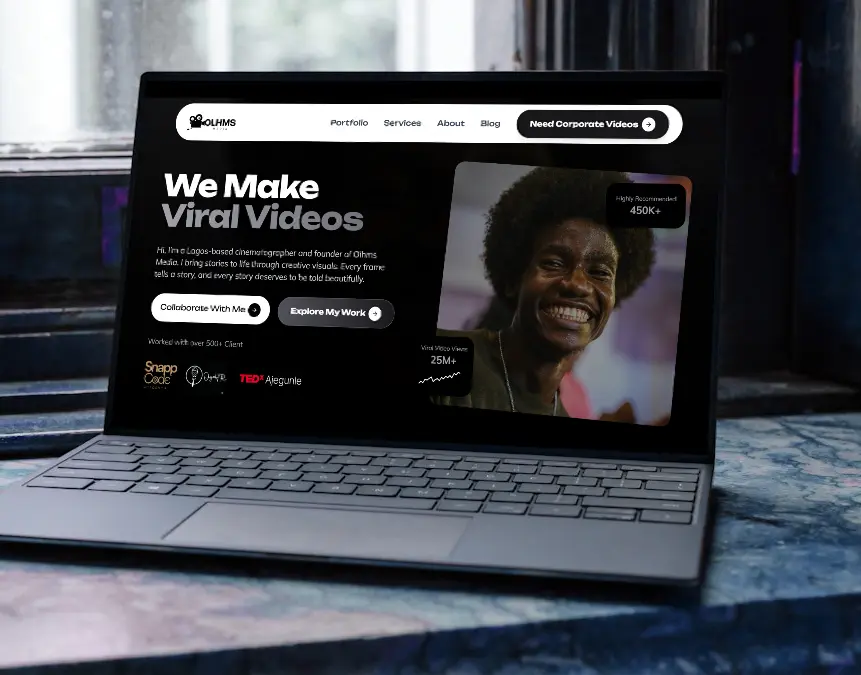 OLHMS
MEDIA
Portfolio
Services
About
Blog
Need Corporate Videos
We Make
Viral Videos
Highly Recommended
450K+
Hi, I'm a Lagos-based cinematographer and founder of Olhms
Media. I bring stories to life through creative visuals. Every frame
tells a story, and every story deserves to be told beautifully.
Collaborate With Me
Explore My Work
Worked with over 500+ Client
Viral Video Views
25M+
Snapp
Code
TEDx Ajegunle